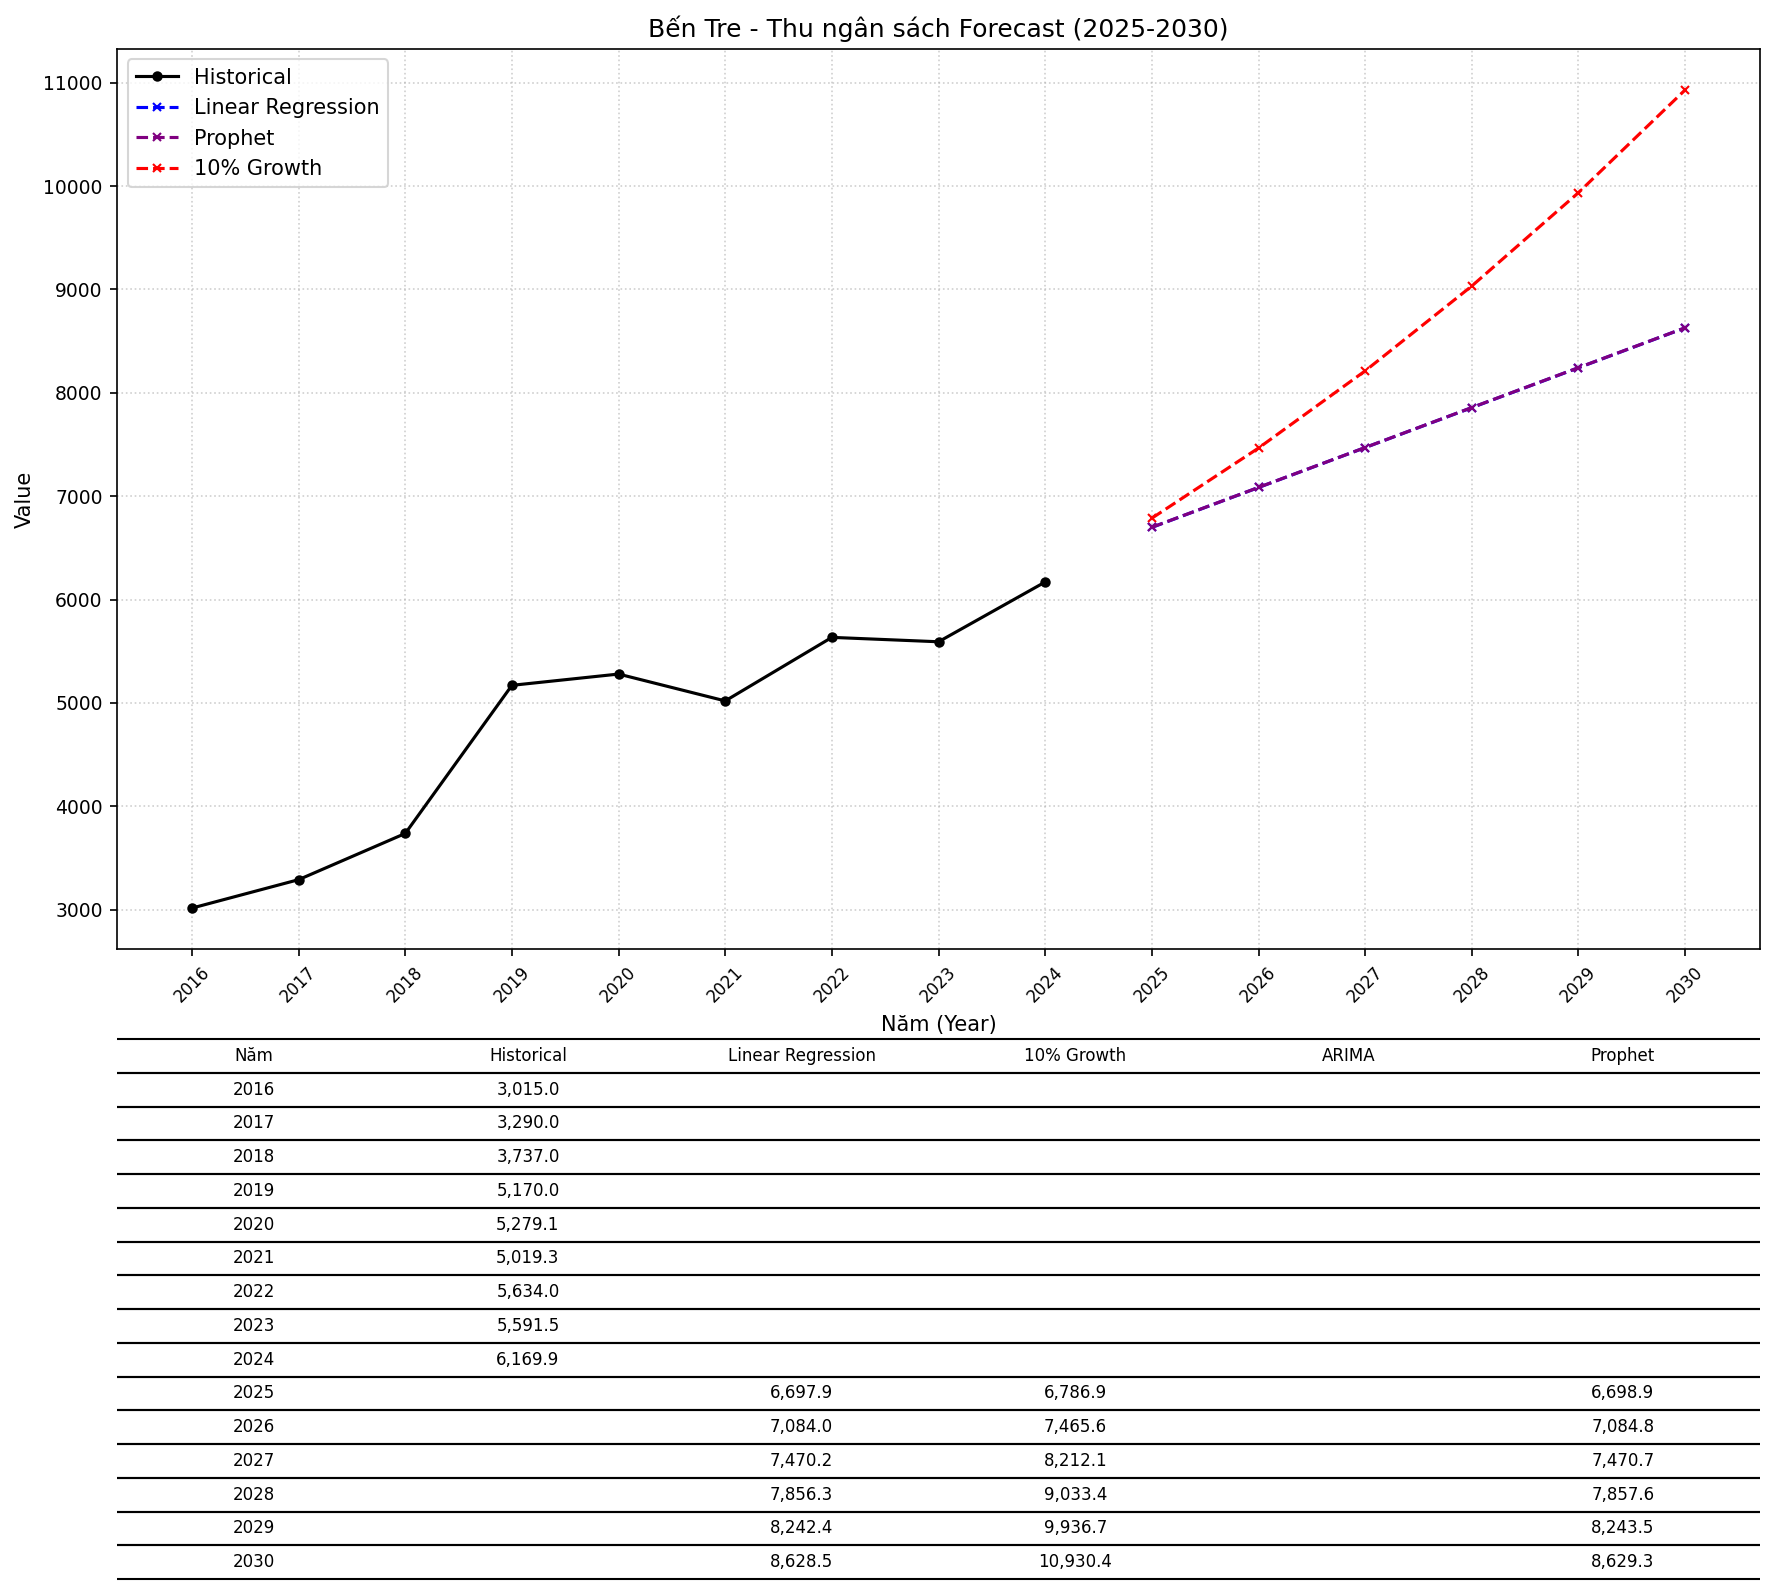 Bến Tre - Thu ngân sách Forecast (2025-2030)
Historical
Linear Regression
Prophet
10% Growth
Value
11000
10000
9000
8000
7000
6000
5000
4000
3000
2016 2017 2018 2019 2020 2021 2022 2023 2024 2025 2026 2027 2028 2029 2030
Năm (Year)
Năm Historical Linear Regression 10% Growth ARIMA Prophet
2016 3,015.0
2017 3,290.0
2018 3,737.0
2019 5,170.0
2020 5,279.1
2021 5,019.3
2022 5,634.0
2023 5,591.5
2024 6,169.9
2025 6,697.9 6,786.9 6,698.9
2026 7,084.0 7,465.6 7,084.8
2027 7,470.2 8,212.1 7,470.7
2028 7,856.3 9,033.4 7,857.6
2029 8,242.4 9,936.7 8,243.5
2030 8,628.5 10,930.4 8,629.3